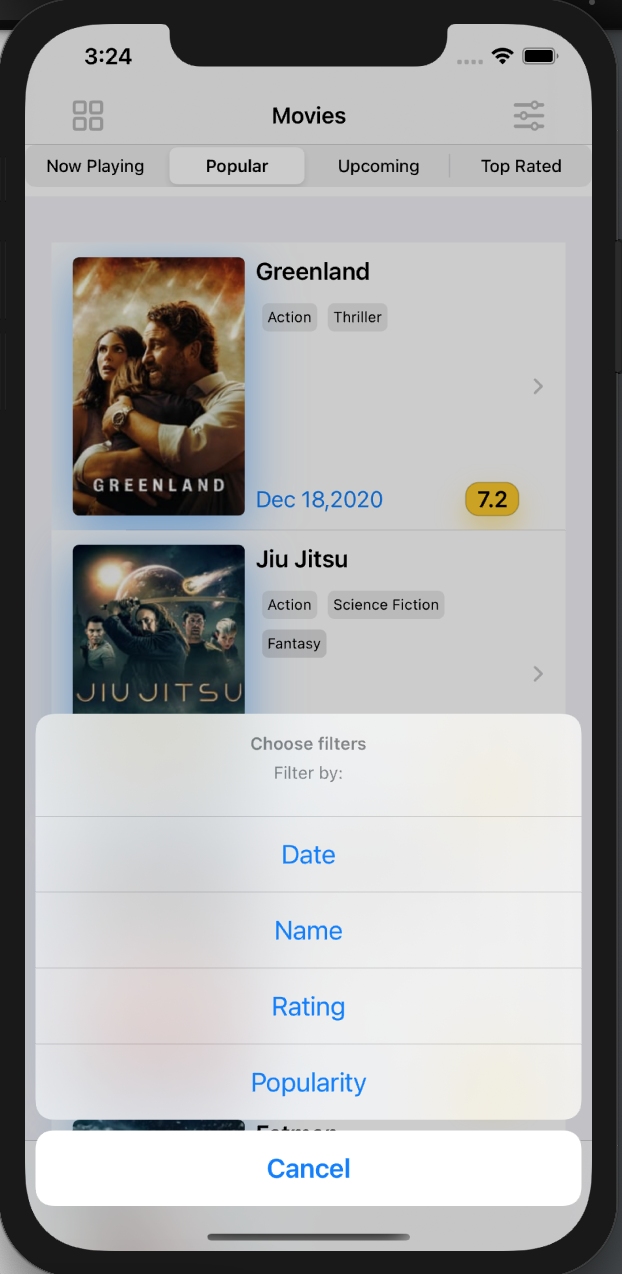 3:24
Movies
Now Playing Popular Upcoming Top Rated
Greenland
Action Thriller
GREENLAND
Dec 18,2020 7.2
Jiu Jitsu
Action Science Fiction
Fantasy
JIU JITSU
Choose filters
Filter by:
Date
Name
Rating
Popularity
Cancel